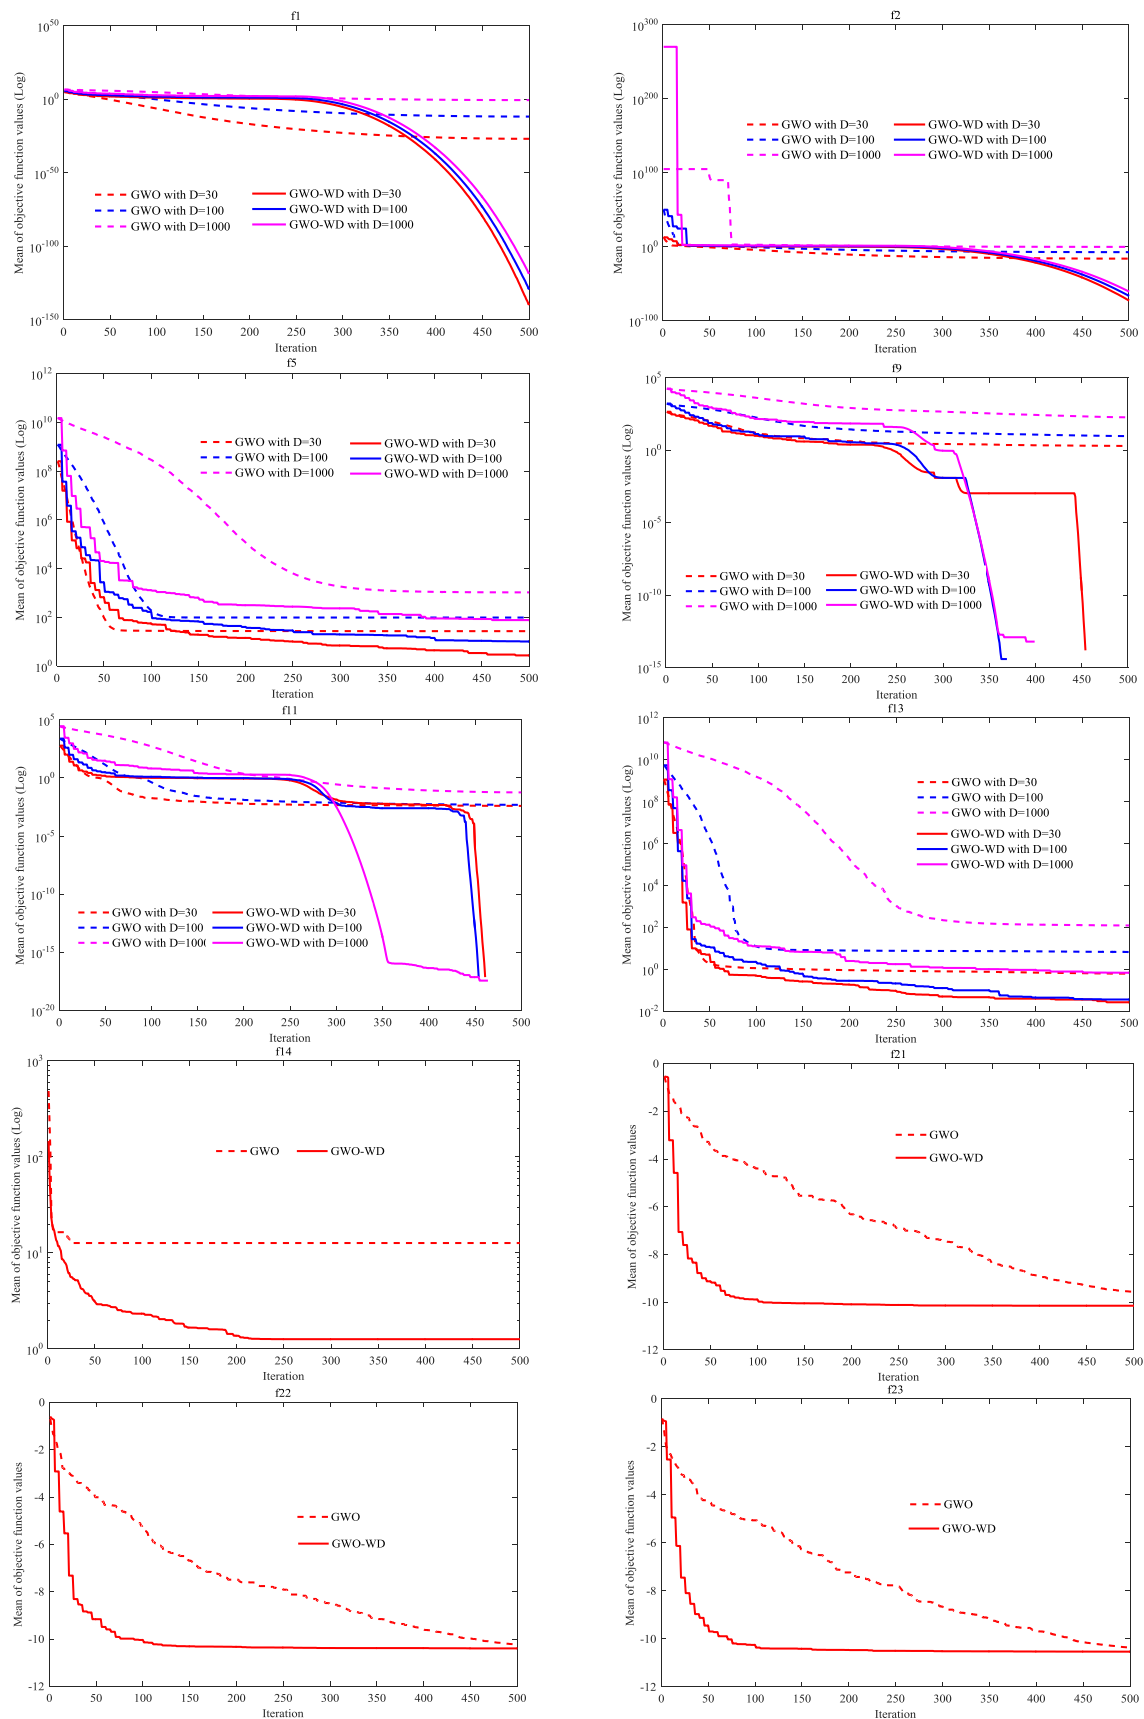 f1
Mean of objective function values (Log)
10^50
10^0
10^-50
10^-100
10^-150
GWO with D=30
GWO with D=100
GWO with D=1000
GWO-WD with D=30
GWO-WD with D=100
GWO-WD with D=1000
0 50 100 150 200 250 300 350 400 450 500
Iteration
f2
Mean of objective function values (Log)
10^300
10^200
10^100
10^0
10^-100
GWO with D=30
GWO with D=100
GWO with D=1000
GWO-WD with D=30
GWO-WD with D=100
GWO-WD with D=1000
0 50 100 150 200 250 300 350 400 450 500
Iteration
f5
Mean of objective function values (Log)
10^12
10^10
10^8
10^6
10^4
10^2
10^0
GWO with D=30
GWO with D=100
GWO with D=1000
GWO-WD with D=30
GWO-WD with D=100
GWO-WD with D=1000
0 50 100 150 200 250 300 350 400 450 500
Iteration
f9
Mean of objective function values (Log)
10^5
10^0
10^-5
10^-10
10^-15
GWO with D=30
GWO with D=100
GWO with D=1000
GWO-WD with D=30
GWO-WD with D=100
GWO-WD with D=1000
0 50 100 150 200 250 300 350 400 450 500
Iteration
f11
Mean of objective function values (Log)
10^5
10^0
10^-5
10^-10
10^-15
10^-20
GWO with D=30
GWO with D=100
GWO with D=100
GWO-WD with D=30
GWO-WD with D=100
GWO-WD with D=1000
0 50 100 150 200 250 300 350 400 450 500
Iteration
f13
Mean of objective function values (Log)
10^12
10^10
10^8
10^6
10^4
10^2
10^0
10^-2
GWO with D=30
GWO with D=100
GWO with D=1000
GWO-WD with D=30
GWO-WD with D=100
GWO-WD with D=1000
0 50 100 150 200 250 300 350 400 450 500
Iteration
f14
Mean of objective function values (Log)
10^3
10^2
10^1
10^0
GWO
GWO-WD
0 50 100 150 200 250 300 350 400 450 500
Iteration
f21
Mean of objective function values
0
-2
-4
-6
-8
-10
-12
GWO
GWO-WD
0 50 100 150 200 250 300 350 400 450 500
Iteration
f22
Mean of objective function values
0
-2
-4
-6
-8
-10
-12
GWO
GWO-WD
0 50 100 150 200 250 300 350 400 450 500
Iteration
f23
Mean of objective function values
0
-2
-4
-6
-8
-10
-12
GWO
GWO-WD
0 50 100 150 200 250 300 350 400 450 500
Iteration